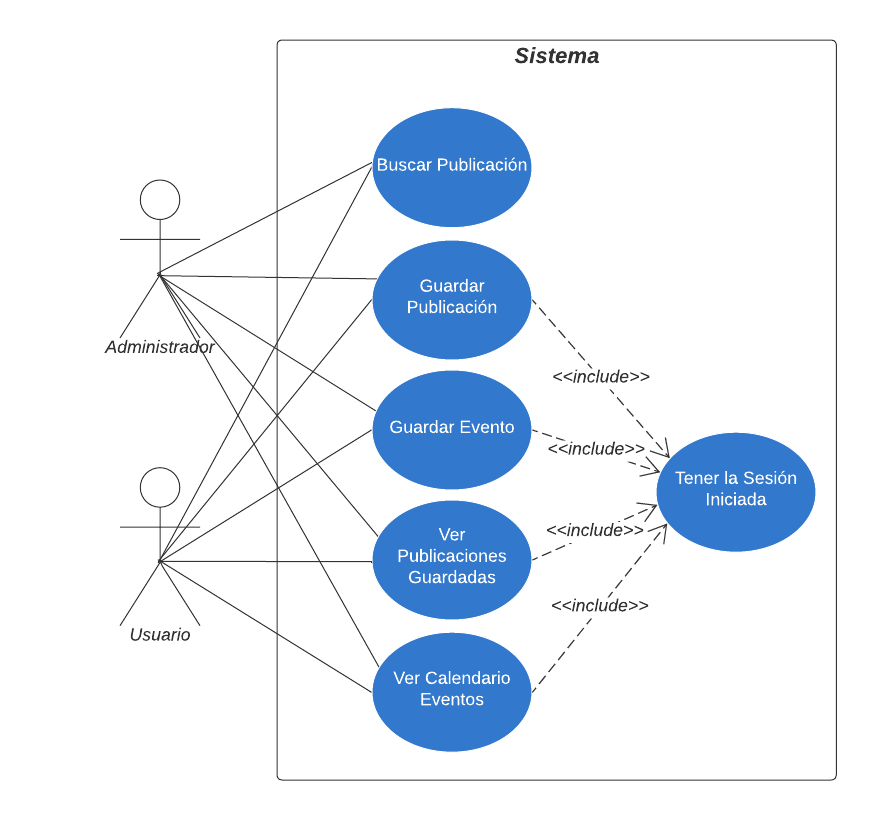 Sistema
Buscar Publicación
Guardar
Publicación
Administrador
<<include>>
Guardar Evento
<<include>>
Tener la Sesión
Iniciada
Ver
Publicaciones
Guardadas
<<include>>
<<include>>
Usuario
Ver Calendario
Eventos